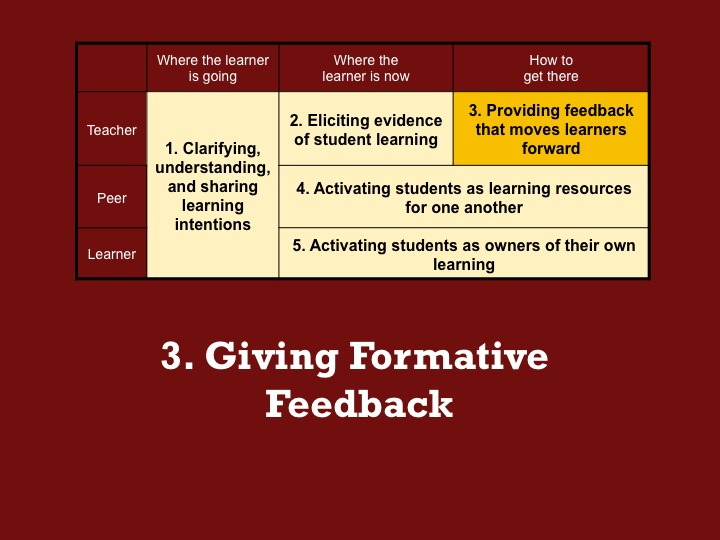 Where the learner
is going
Where the
learner is now
How to
get there
Teacher
1. Clarifying,
understanding,
and sharing
learning
intentions
2. Eliciting evidence
of student learning
3. Providing feedback
that moves learners
forward
Peer
4. Activating students as learning resources
for one another
Learner
5. Activating students as owners of their own
learning
3. Giving Formative
Feedback